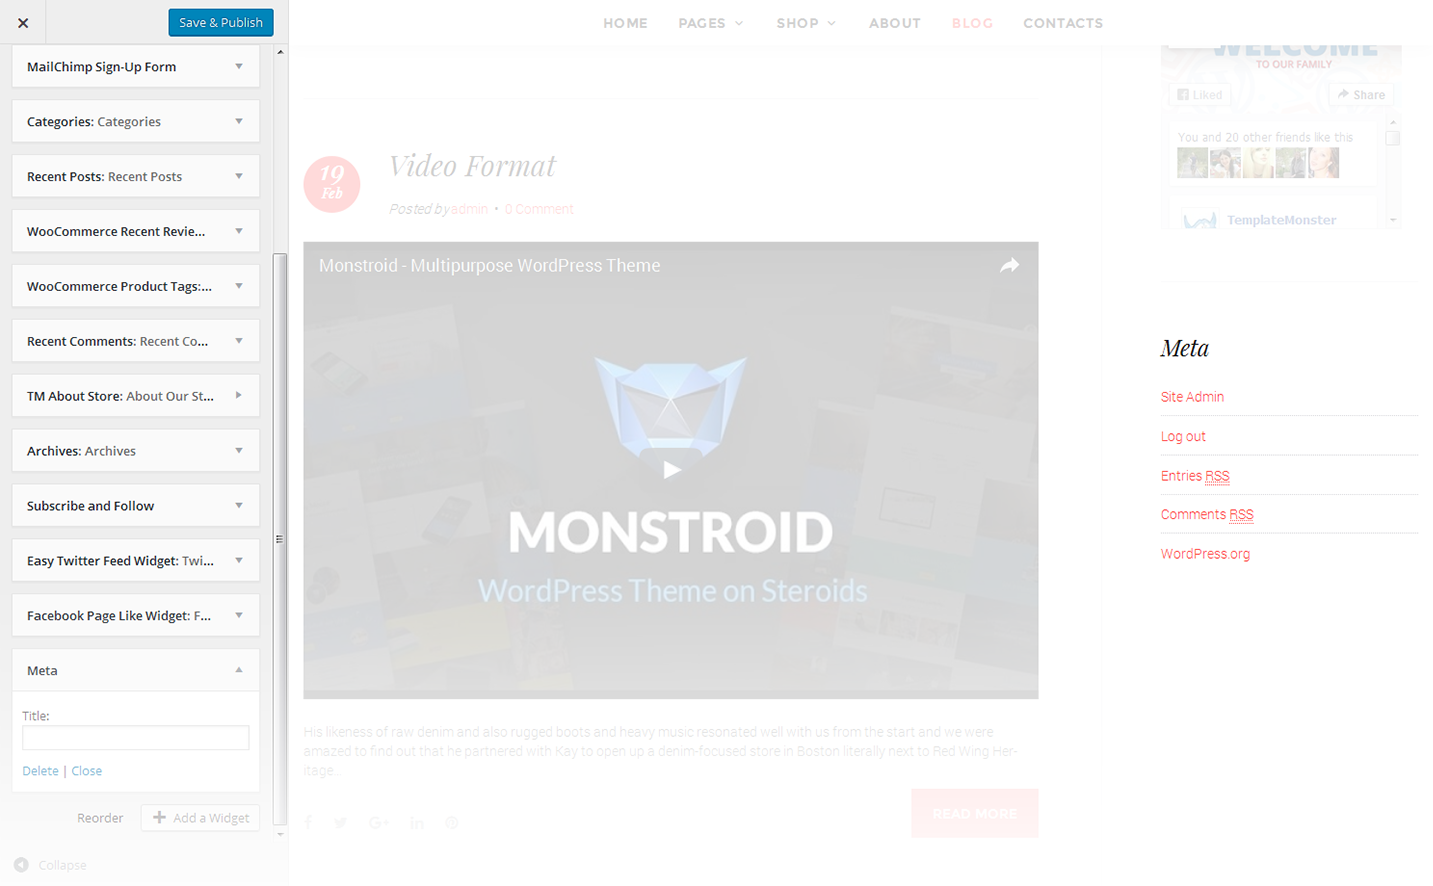 Save & Publish
MailChimp Sign-Up Form
Categories: Categories
Recent Posts: Recent Posts
WooCommerce Recent Revie...
WooCommerce Product Tags:...
Recent Comments: Recent Co...
TM About Store: About Our St...
Archives: Archives
Subscribe and Follow
Easy Twitter Feed Widget: Twi...
Facebook Page Like Widget: F...
Meta
Title:
Delete | Close
Reorder
Add a Widget
Collapse
HOME PAGES SHOP ABOUT BLOG CONTACTS
19
Feb
Video Format
Posted by admin • 0 Comment
Monstroid - Multipurpose WordPress Theme
MONSTROID
WordPress Theme on Steroids
His likeness of raw denim and also rugged boots and heavy music resonated well with us from the start and we were
amazed to find out that he partnered with Kay to open up a denim-focused store in Boston literally next to Red Wing Her-
itage...
READ MORE
WELCOME
TO OUR FAMILY
Liked
Share
You and 20 other friends like this
TemplateMonster
Meta
Site Admin
Log out
Entries RSS
Comments RSS
WordPress.org